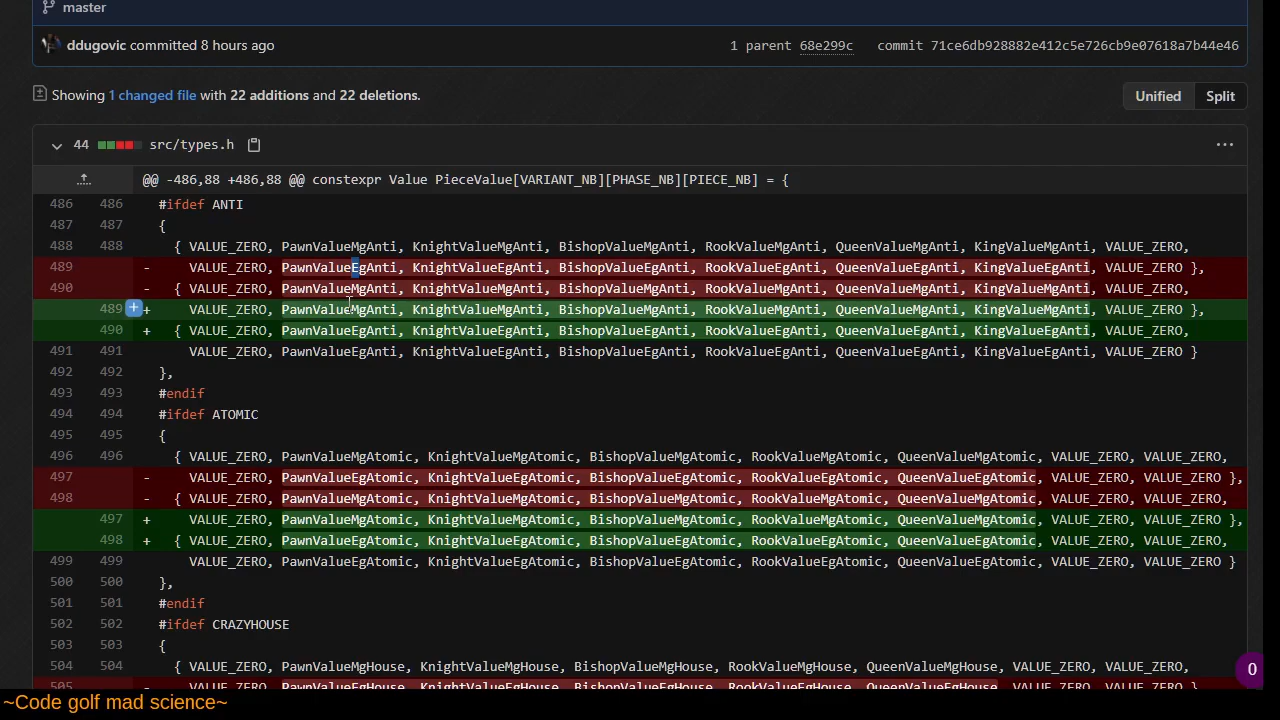 master
ddugovic committed 8 hours ago 1 parent 68e299c commit 71ce6db928882e412c5e726cb9e07618a7b44e46
Showing 1 changed file with 22 additions and 22 deletions. Unified Split
44 src/types.h ...
@@ -486,88 +486,88 @@ constexpr Value PieceValue[VARIANT_NB][PHASE_NB][PIECE_NB] = {
486 486 #ifdef ANTI
487 487 {
488 488 { VALUE_ZERO, PawnValueMgAnti, KnightValueMgAnti, BishopValueMgAnti, RookValueMgAnti, QueenValueMgAnti, KingValueMgAnti, VALUE_ZERO,
489 - VALUE_ZERO, PawnValueEgAnti, KnightValueEgAnti, BishopValueEgAnti, RookValueEgAnti, QueenValueEgAnti, KingValueEgAnti, VALUE_ZERO },
490 - { VALUE_ZERO, PawnValueMgAnti, KnightValueMgAnti, BishopValueMgAnti, RookValueMgAnti, QueenValueMgAnti, KingValueMgAnti, VALUE_ZERO,
489 + VALUE_ZERO, PawnValueMgAnti, KnightValueMgAnti, BishopValueMgAnti, RookValueMgAnti, QueenValueMgAnti, KingValueMgAnti, VALUE_ZERO },
490 + { VALUE_ZERO, PawnValueEgAnti, KnightValueEgAnti, BishopValueEgAnti, RookValueEgAnti, QueenValueEgAnti, KingValueEgAnti, VALUE_ZERO,
491 491 VALUE_ZERO, PawnValueEgAnti, KnightValueEgAnti, BishopValueEgAnti, RookValueEgAnti, QueenValueEgAnti, KingValueEgAnti, VALUE_ZERO }
492 492 },
493 493 #endif
494 494 #ifdef ATOMIC
495 495 {
496 496 { VALUE_ZERO, PawnValueMgAtomic, KnightValueMgAtomic, BishopValueMgAtomic, RookValueMgAtomic, QueenValueMgAtomic, VALUE_ZERO, VALUE_ZERO,
497 - VALUE_ZERO, PawnValueEgAtomic, KnightValueEgAtomic, BishopValueEgAtomic, RookValueEgAtomic, QueenValueEgAtomic, VALUE_ZERO, VALUE_ZERO },
498 - { VALUE_ZERO, PawnValueMgAtomic, KnightValueMgAtomic, BishopValueMgAtomic, RookValueMgAtomic, QueenValueMgAtomic, VALUE_ZERO, VALUE_ZERO,
497 + VALUE_ZERO, PawnValueMgAtomic, KnightValueMgAtomic, BishopValueMgAtomic, RookValueMgAtomic, QueenValueMgAtomic, VALUE_ZERO, VALUE_ZERO },
498 + { VALUE_ZERO, PawnValueEgAtomic, KnightValueEgAtomic, BishopValueEgAtomic, RookValueEgAtomic, QueenValueEgAtomic, VALUE_ZERO, VALUE_ZERO,
499 499 VALUE_ZERO, PawnValueEgAtomic, KnightValueEgAtomic, BishopValueEgAtomic, RookValueEgAtomic, QueenValueEgAtomic, VALUE_ZERO, VALUE_ZERO }
500 500 },
501 501 #endif
502 502 #ifdef CRAZYHOUSE
503 503 {
504 504 { VALUE_ZERO, PawnValueMgHouse, KnightValueMgHouse, BishopValueMgHouse, RookValueMgHouse, QueenValueMgHouse, VALUE_ZERO, VALUE_ZERO,
505 - VALUE_ZERO, PawnValueEgHouse, KnightValueEgHouse, BishopValueEgHouse, RookValueEgHouse, QueenValueEgHouse, VALUE_ZERO, VALUE_ZERO },
0
~Code golf mad science~